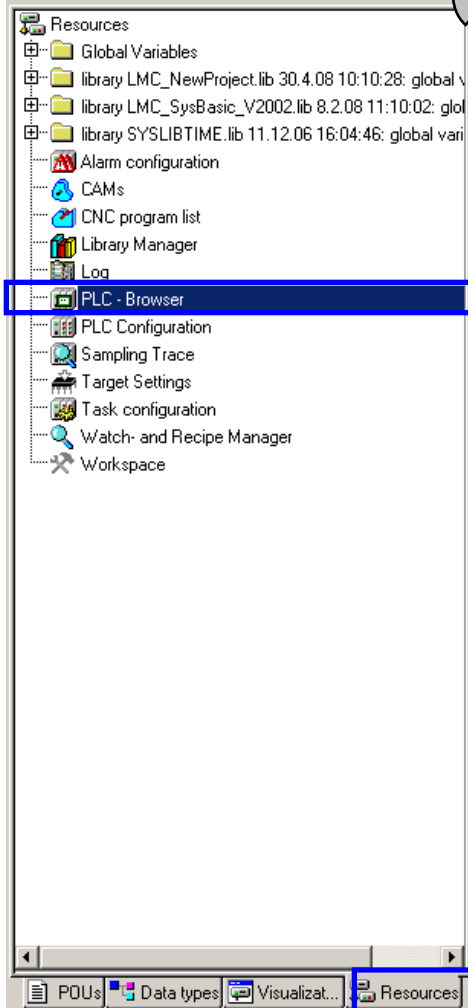 Resources
Global Variables
library LMC_NewProject.lib 30.4.08 10:10:28: global v
library LMC_SysBasic_V2002.lib 8.2.08 11:10:02: glol
library SYSLIBTIME.lib 11.12.06 16:04:46: global vari
Alarm configuration
CAMs
CNC program list
Library Manager
Log
PLC - Browser
PLC Configuration
Sampling Trace
Target Settings
Task configuration
Watch- and Recipe Manager
Workspace
POUs Data types Visualizat... Resources